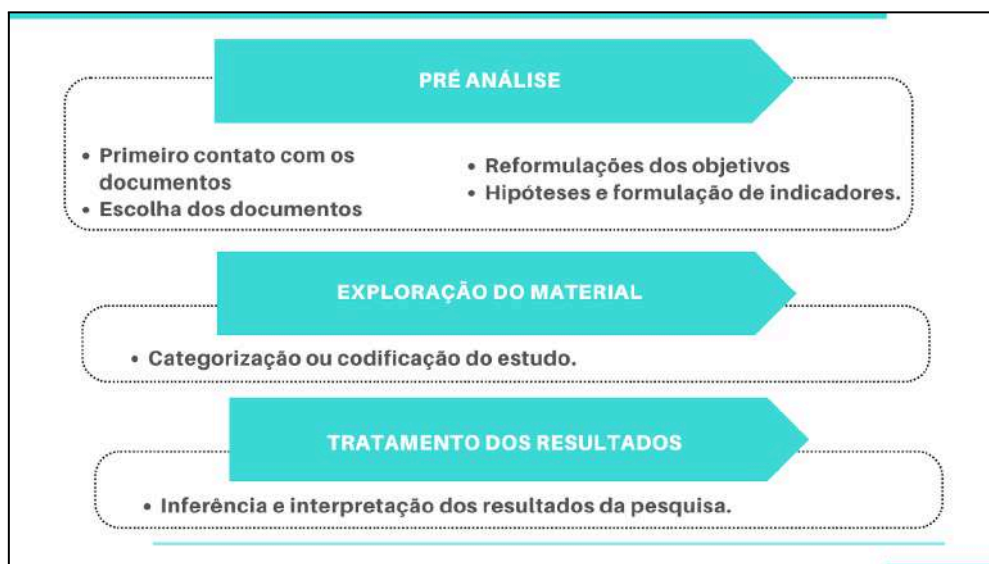 PRÉ ANÁLISE
• Primeiro contato com os
documentos
• Escolha dos documentos
• Reformulações dos objetivos
• Hipóteses e formulação de indicadores.
EXPLORAÇÃO DO MATERIAL
• Categorização ou codificação do estudo.
TRATAMENTO DOS RESULTADOS
• Inferência e interpretação dos resultados da pesquisa.